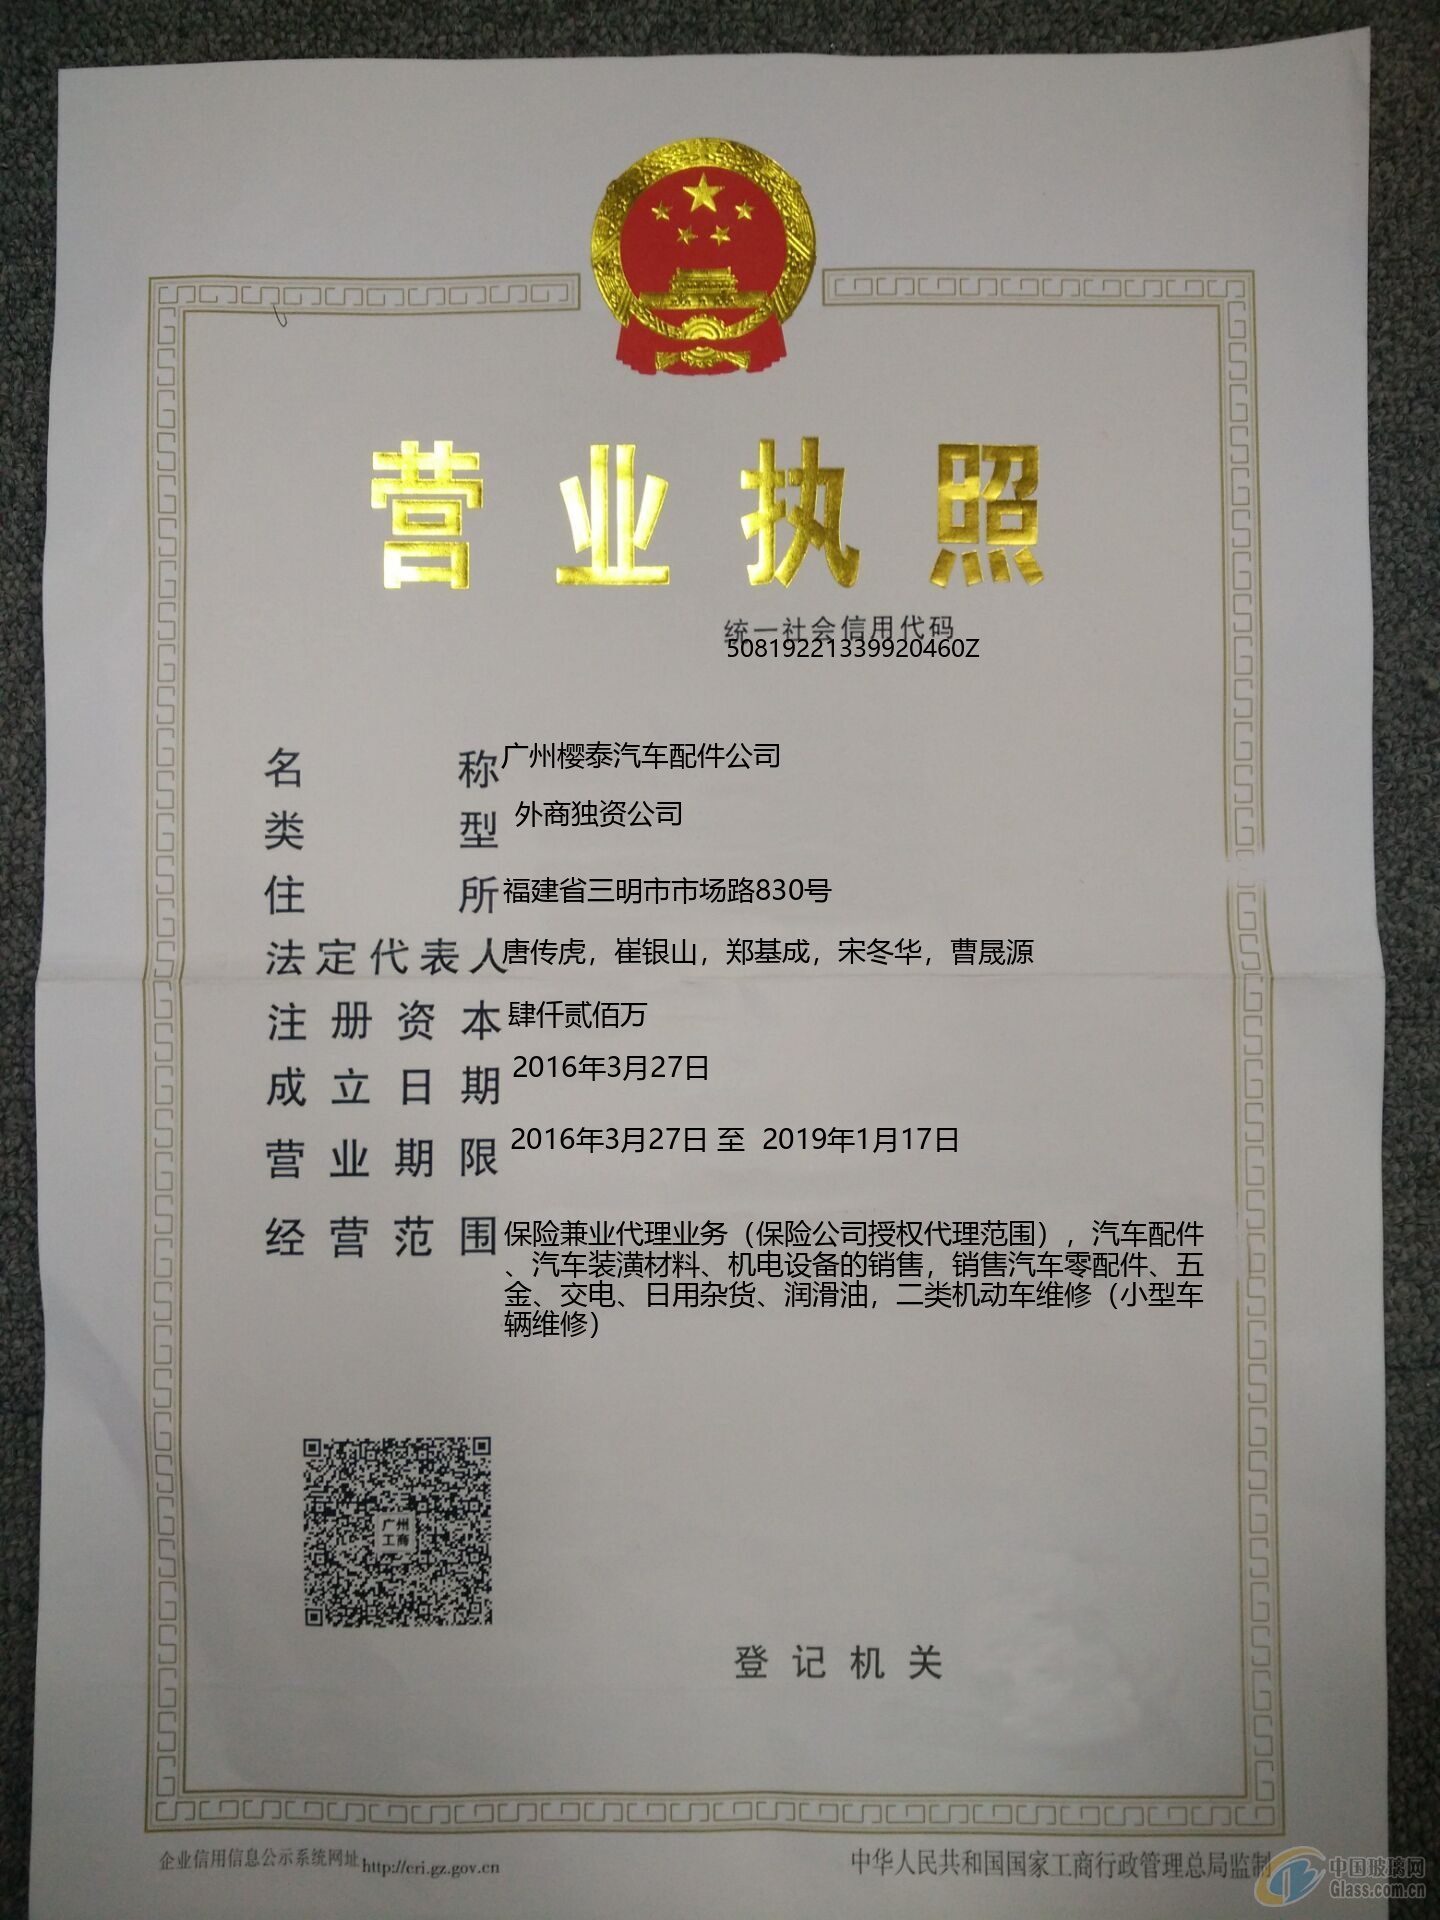 营业执照
统一社会信用代码
50819221339920460Z
名称 广州樱泰汽车配件公司
类型 外商独资公司
住所 福建省三明市市场路830号
法定代表人 唐传虎，崔银山，郑基成，宋冬华，曹晟源
注册资本 肆仟贰佰万
成立日期 2016年3月27日
营业期限 2016年3月27日 至 2019年1月17日
经营范围 保险兼业代理业务（保险公司授权代理范围），汽车配件
、汽车装潢材料、机电设备的销售，销售汽车零配件、五
金、交电、日用杂货、润滑油，二类机动车维修（小型车
辆维修）
广州
工商
登记机关
企业信用信息公示系统网址 http://cri.gz.gov.cn
中华人民共和国国家工商行政管理总局监制
中国玻璃网
Glass.com.cn